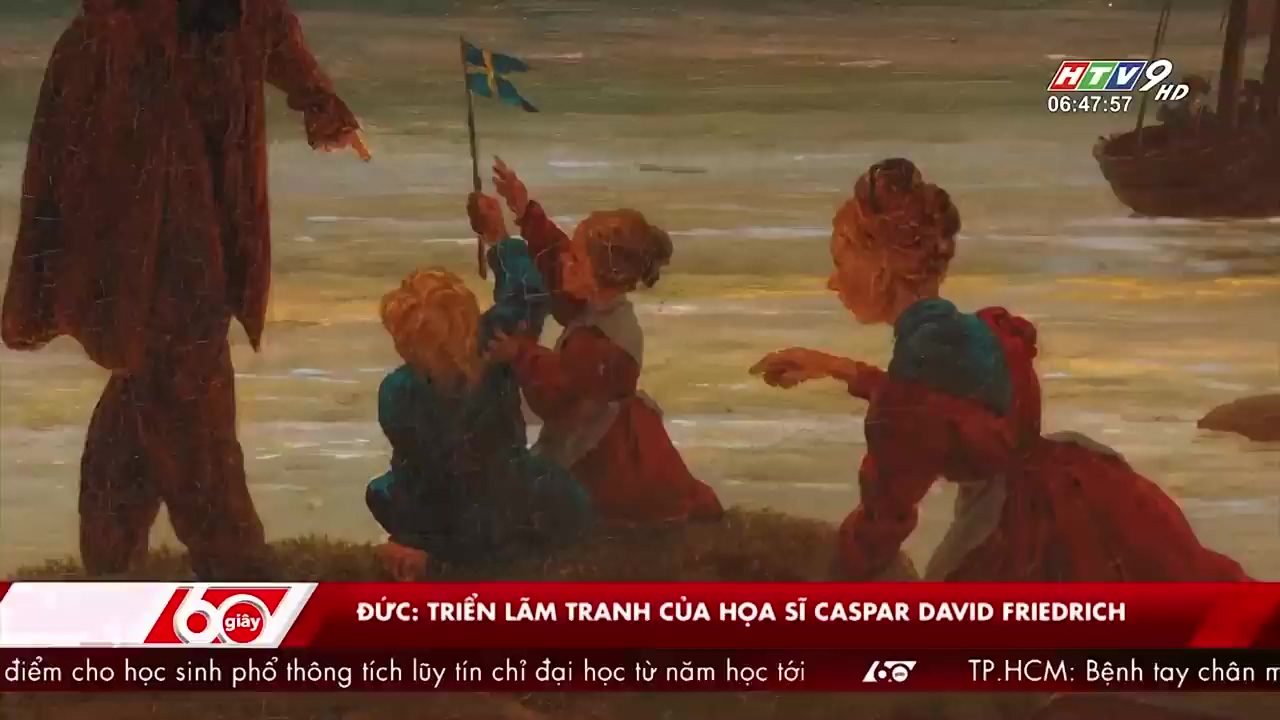 HTV9 HD
06:47:57
60 giây
ĐỨC: TRIỂN LÃM TRANH CỦA HỌA SĨ CASPAR DAVID FRIEDRICH
điểm cho học sinh phổ thông tích lũy tín chỉ đại học từ năm học tới 60 giây TP.HCM: Bệnh tay chân